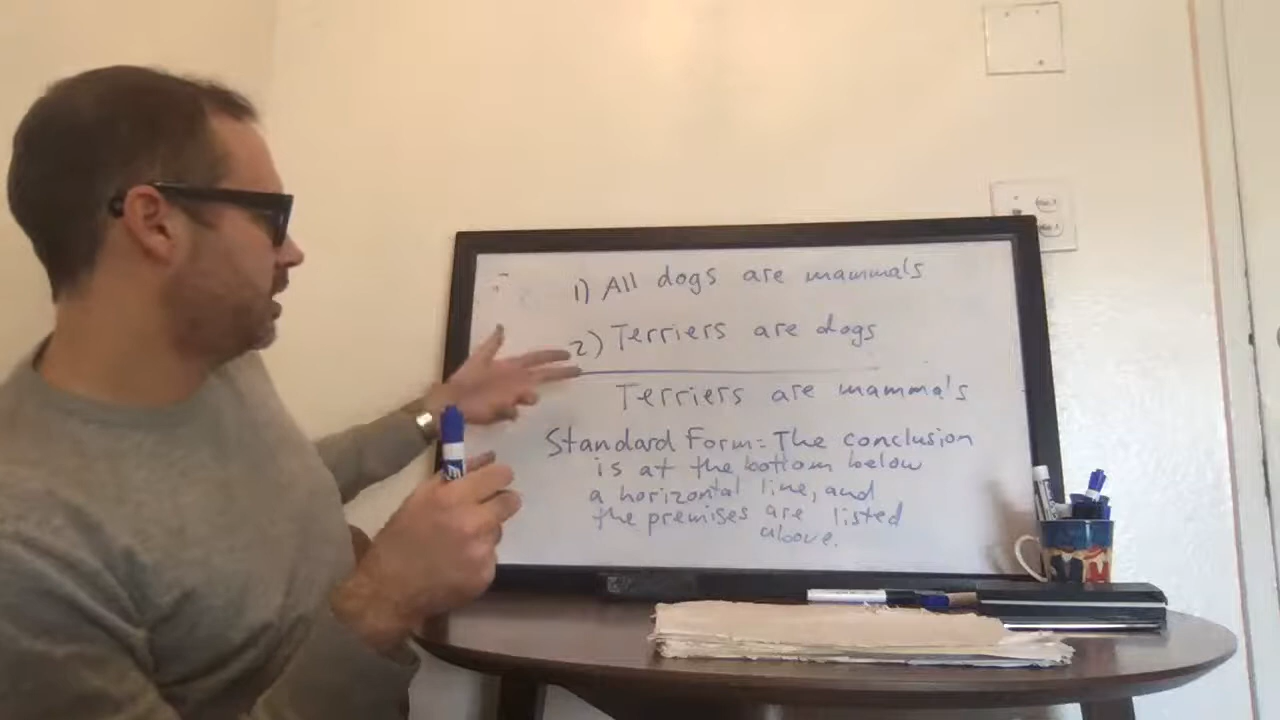 1) All dogs are mammals
2) Terriers are dogs
Terriers are mammals
Standard Form = The conclusion
is at the bottom below
a horizontal line, and
the premises are listed
above.